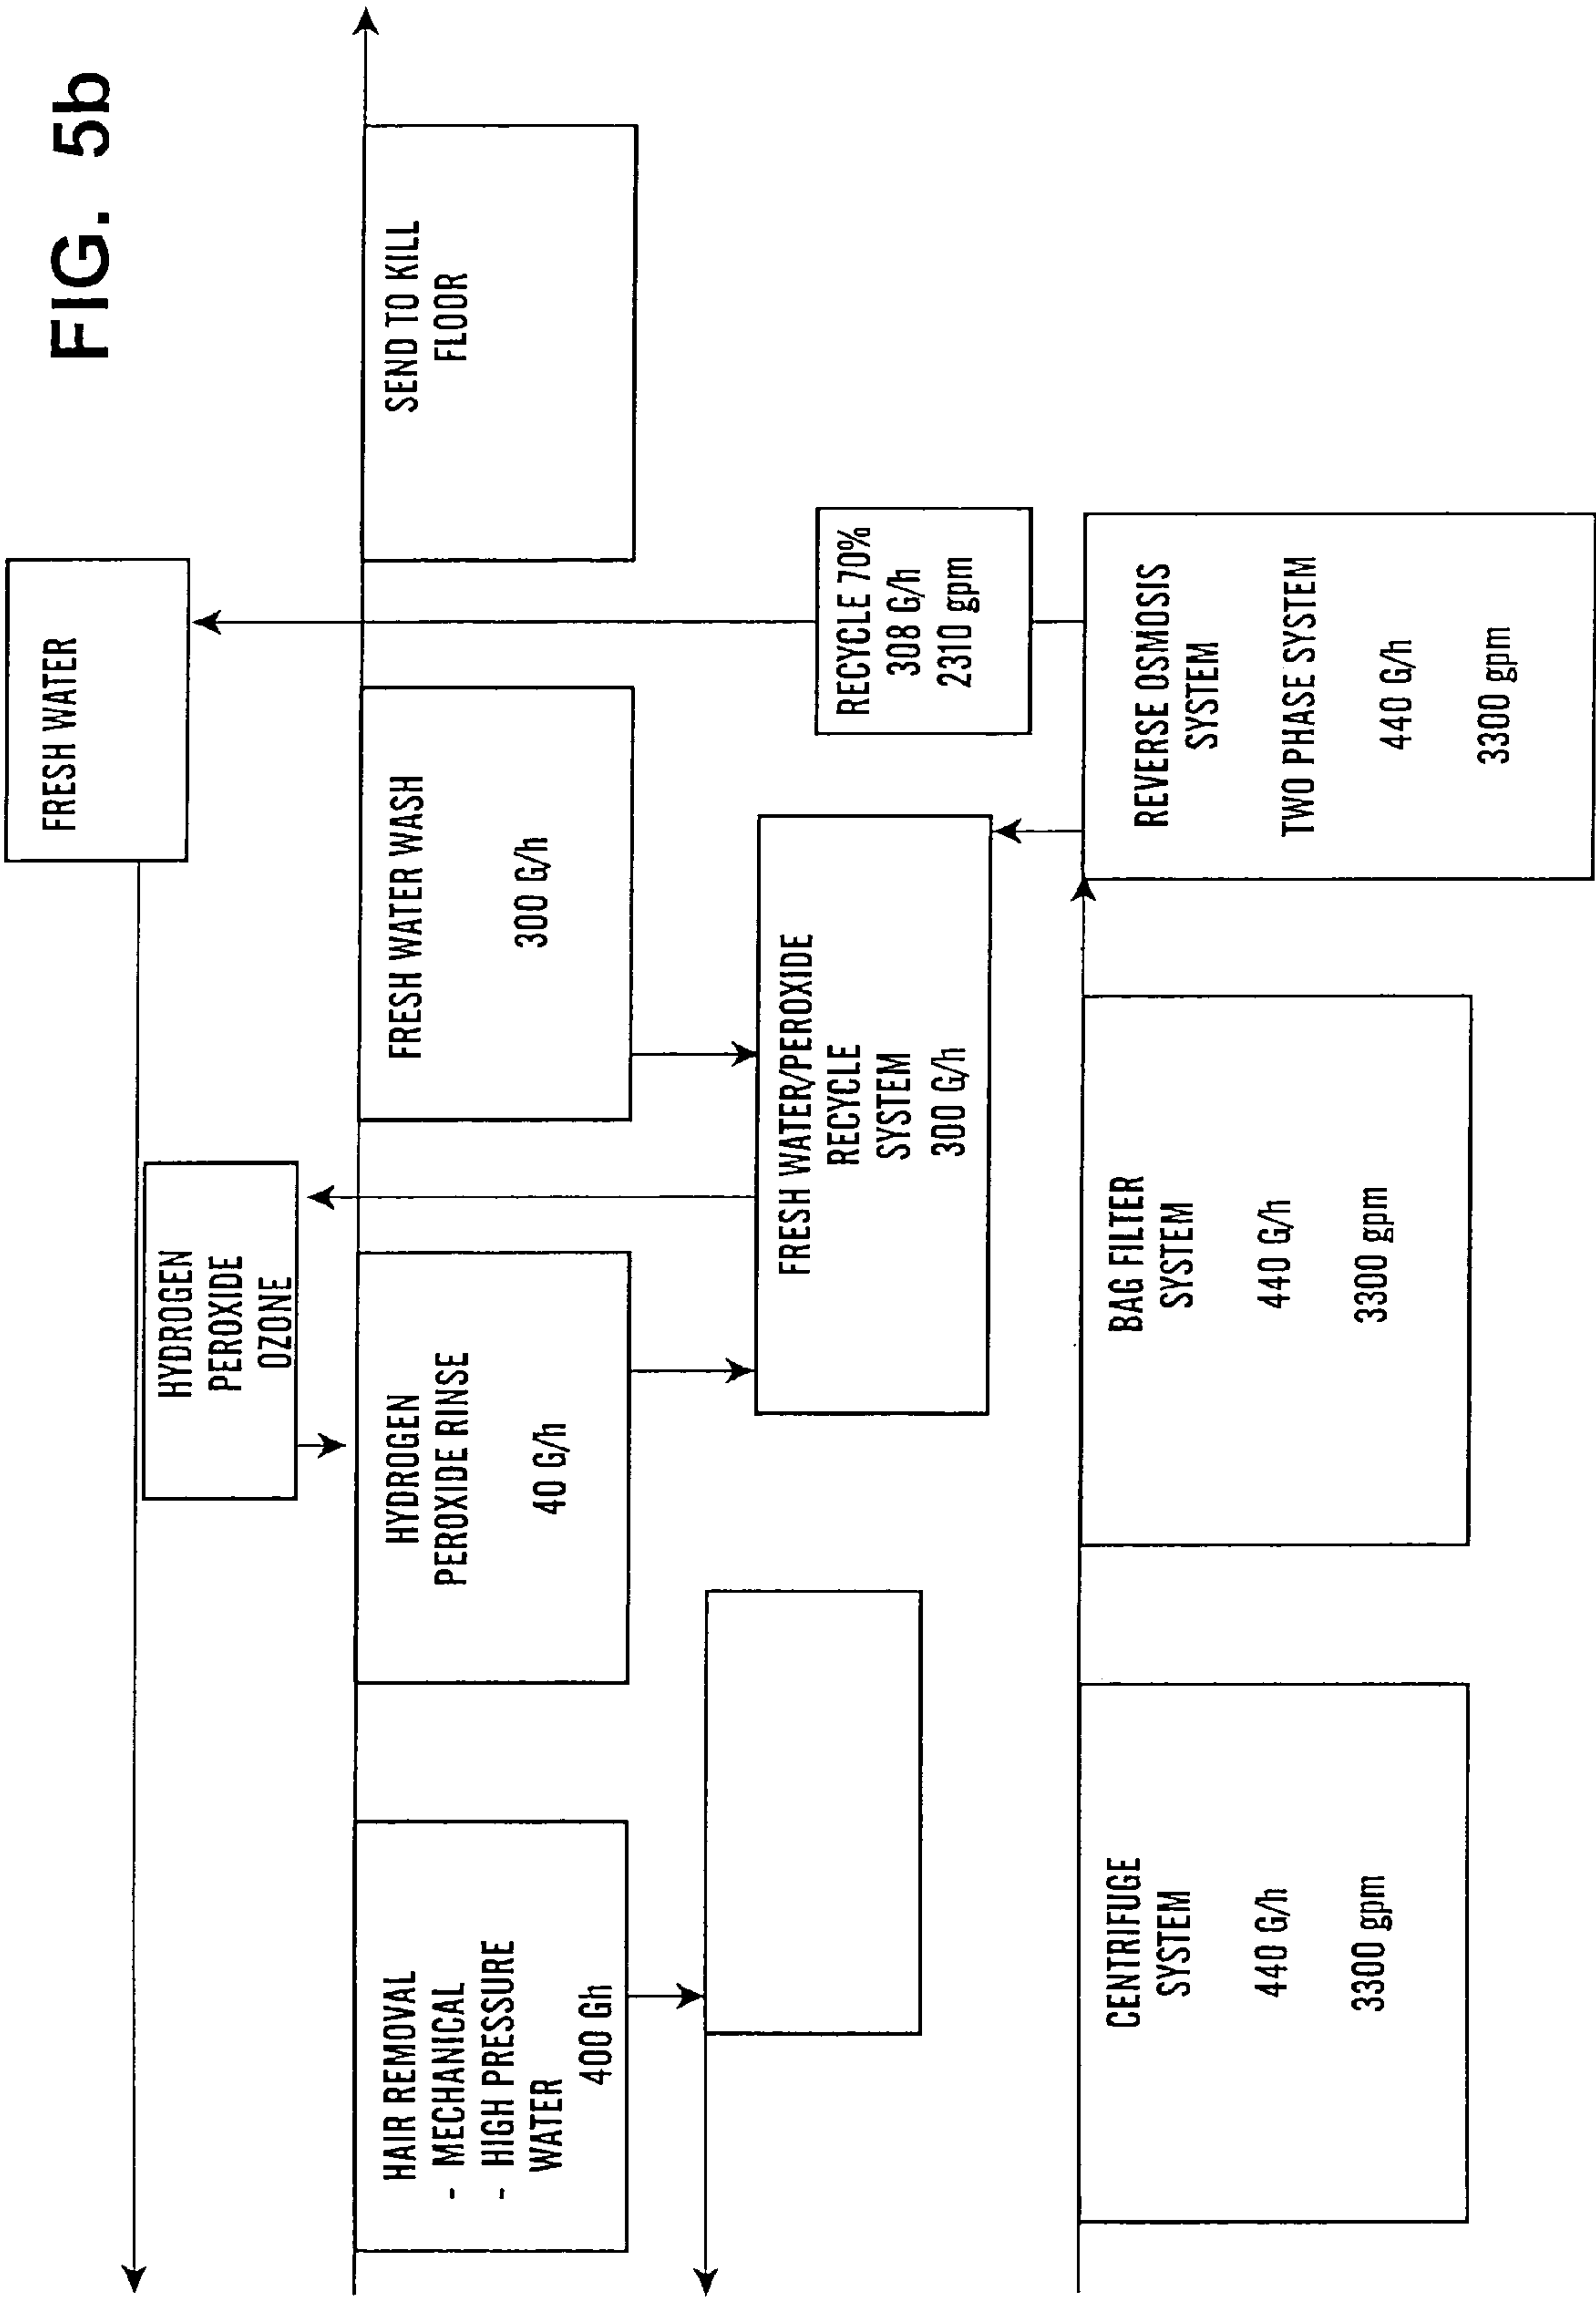 FIG. 5b
FRESH WATER
HYDROGEN
PEROXIDE
OZONE
HAIR REMOVAL
- MECHANICAL
- HIGH PRESSURE
WATER
400 Gh
HYDROGEN
PEROXIDE RINSE
40 G/h
FRESH WATER WASH
300 G/h
SEND TO KILL
FLOOR
FRESH WATER/PEROXIDE
RECYCLE
SYSTEM
300 G/h
RECYCLE 70%
308 G/h
2310 gpm
CENTRIFUGE
SYSTEM
440 G/h
3300 gpm
BAG FILTER
SYSTEM
440 G/h
3300 gpm
REVERSE OSMOSIS
SYSTEM
TWO PHASE SYSTEM
440 G/h
3300 gpm